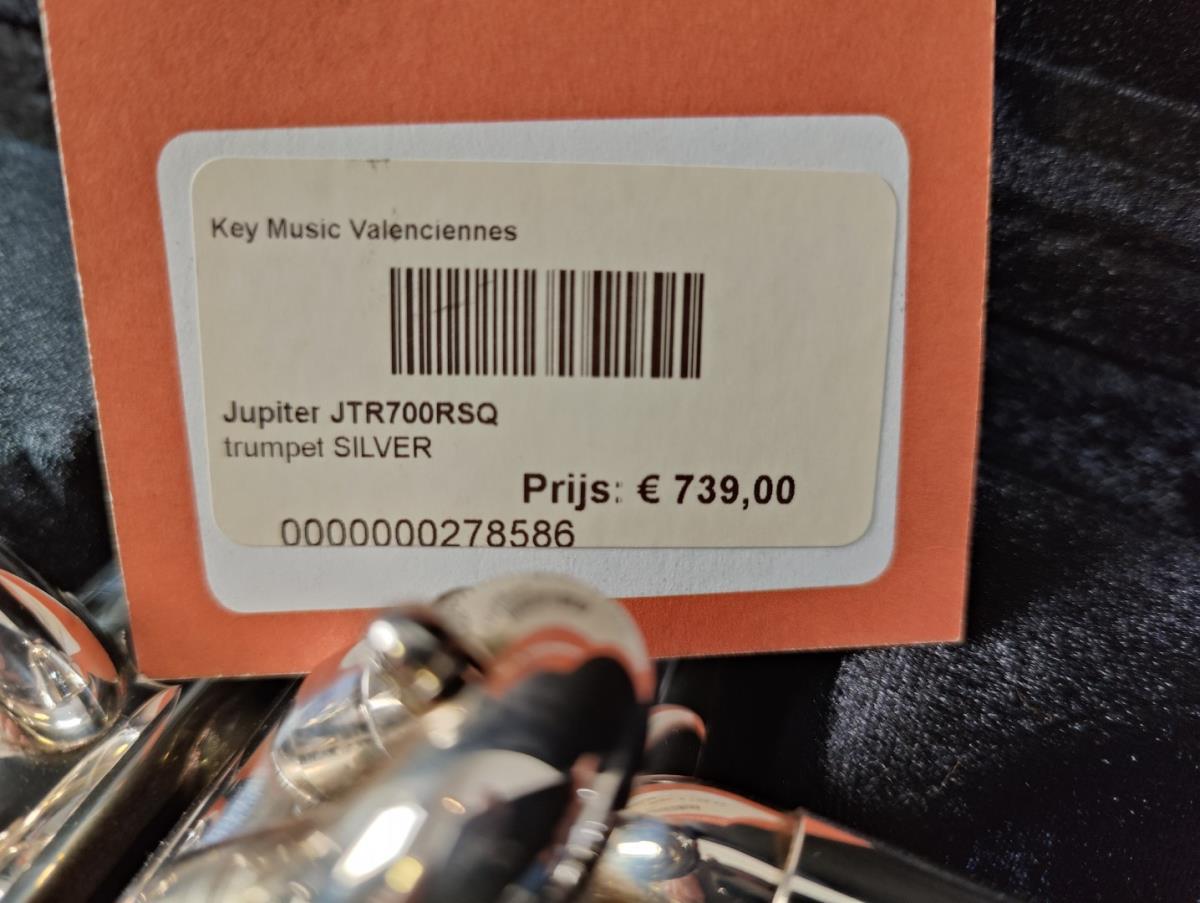 Key Music Valenciennes
Jupiter JTR700RSQ
trumpet SILVER
Prijs: € 739,00
0000000278586